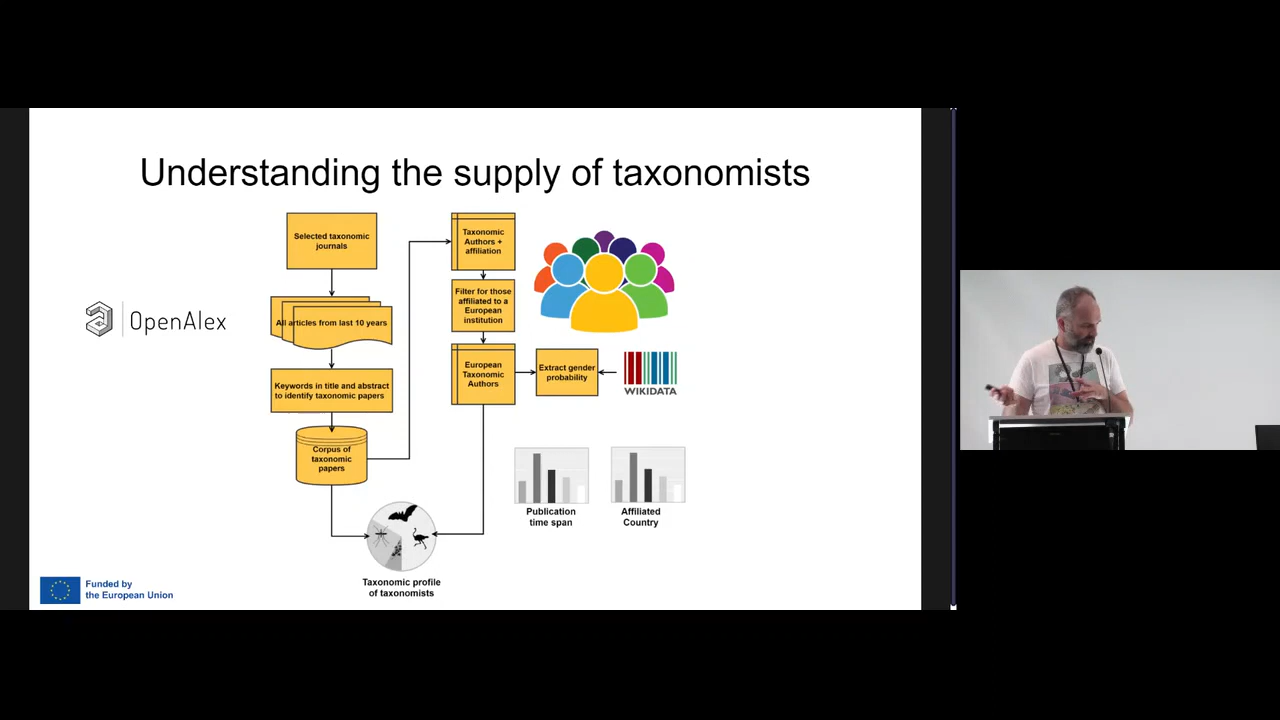 Understanding the supply of taxonomists
OpenAlex
Selected taxonomic
journals
All articles from last 10 years
Keywords in title and abstract
to identify taxonomic papers
Corpus of
taxonomic
papers
Taxonomic
Authors +
affiliation
Filter for those
affiliated to a
European
institution
European
Taxonomic
Authors
Extract gender
probability
WIKIDATA
Publication
time span
Affiliated
Country
Taxonomic profile
of taxonomists
Funded by
the European Union